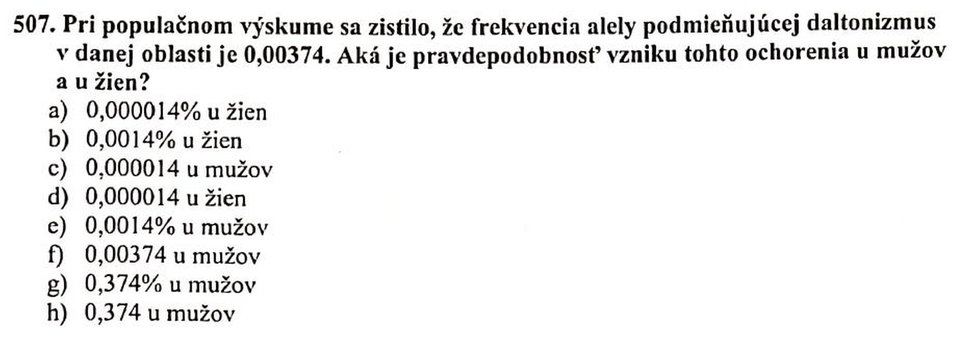 507. Pri populačnom výskume sa zistilo, že frekvencia alely podmieňujúcej daltonizmus
v danej oblasti je 0,00374. Aká je pravdepodobnosť vzniku tohto ochorenia u mužov
a u žien?
a) 0,000014% u žien
b) 0,0014% u žien
c) 0,000014 u mužov
d) 0,000014 u žien
e) 0,0014% u mužov
f) 0,00374 u mužov
g) 0,374% u mužov
h) 0,374 u mužov